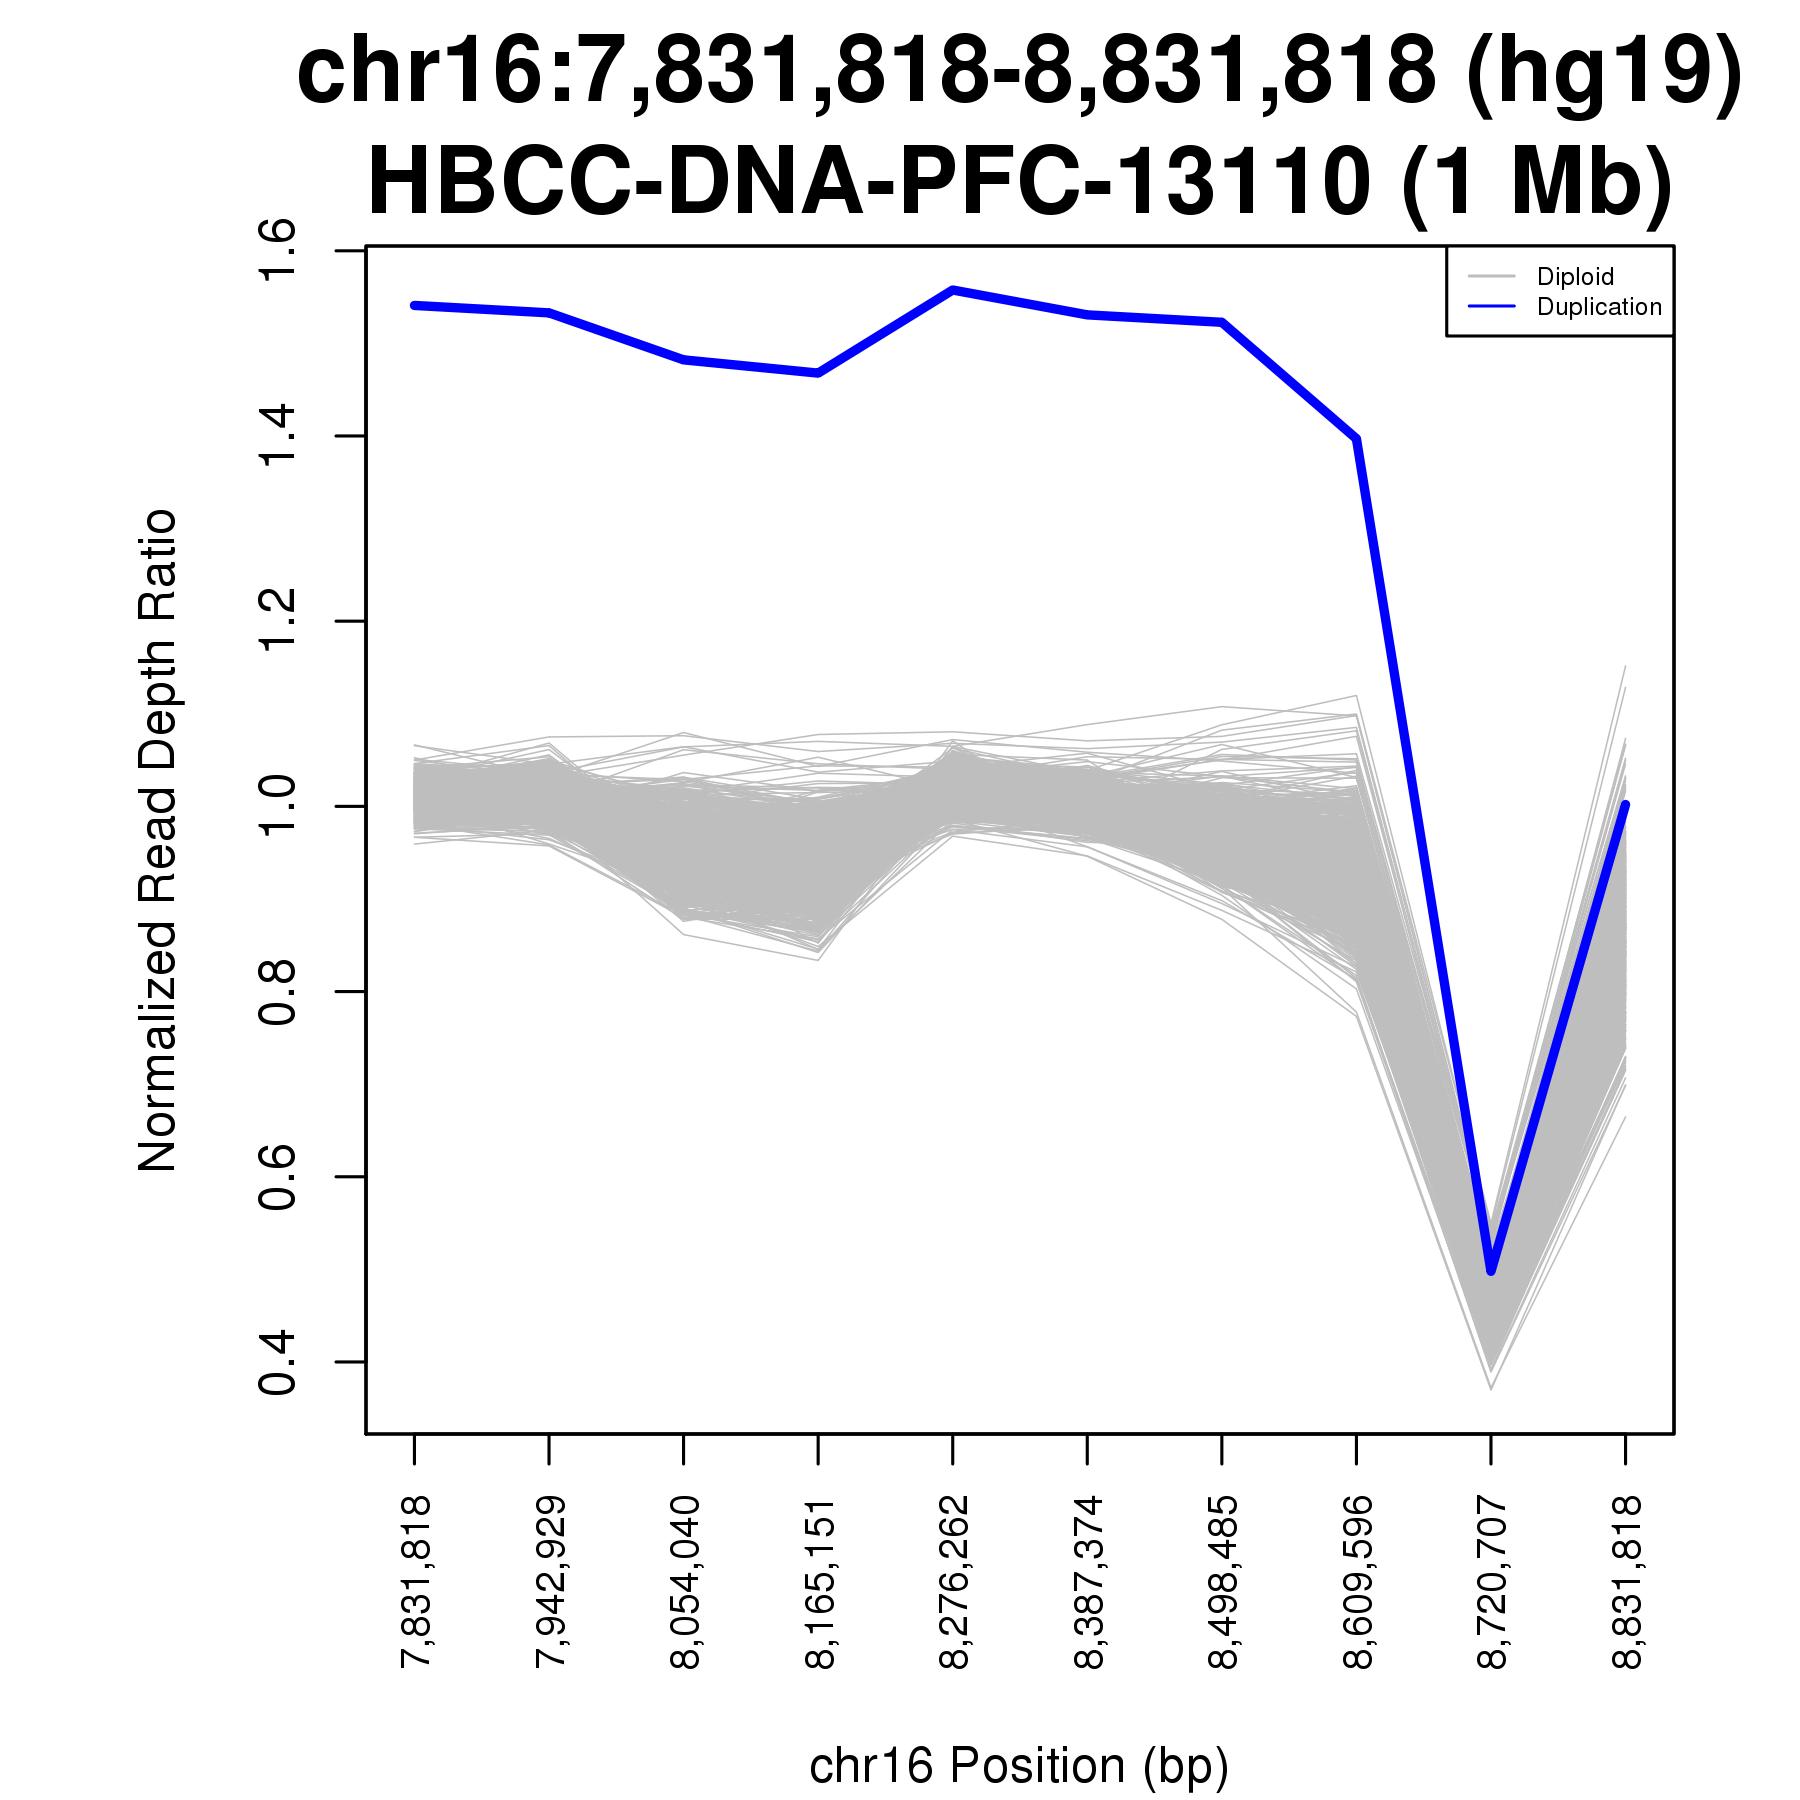 chr16:7,831,818-8,831,818 (hg19)
HBCC-DNA-PFC-13110 (1 Mb)
Diploid
Duplication
Normalized Read Depth Ratio
1.6
1.4
1.2
1.0
0.8
0.6
0.4
7,831,818
7,942,929
8,054,040
8,165,151
8,276,262
8,387,374
8,498,485
8,609,596
8,720,707
8,831,818
chr16 Position (bp)